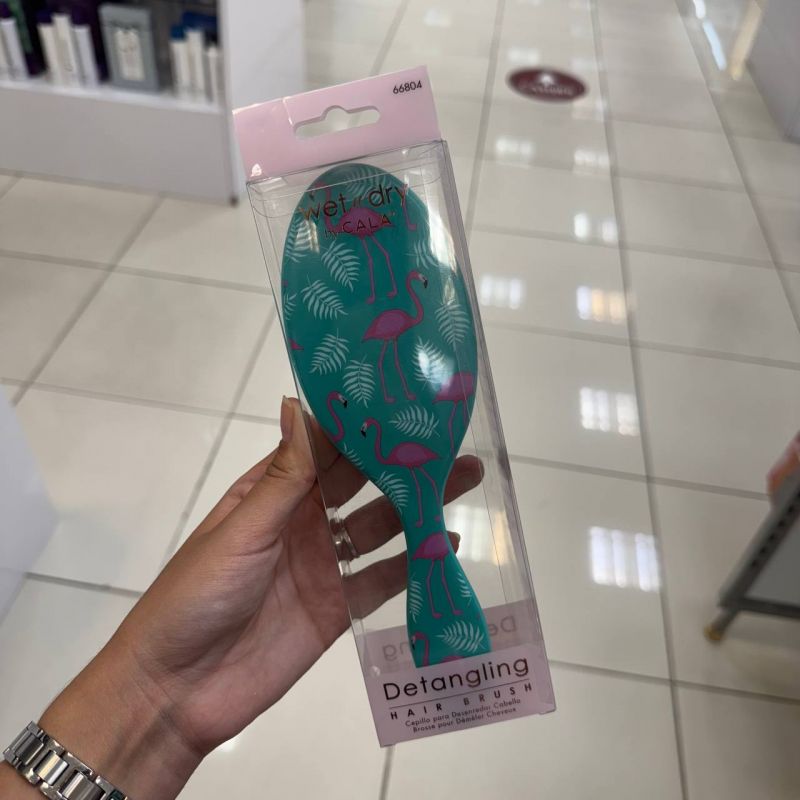 66804
wet n dry
by CALA
Detangling
HAIR BRUSH
Cepillo para Desenredar Cabello
Brosse pour Démêler Cheveux